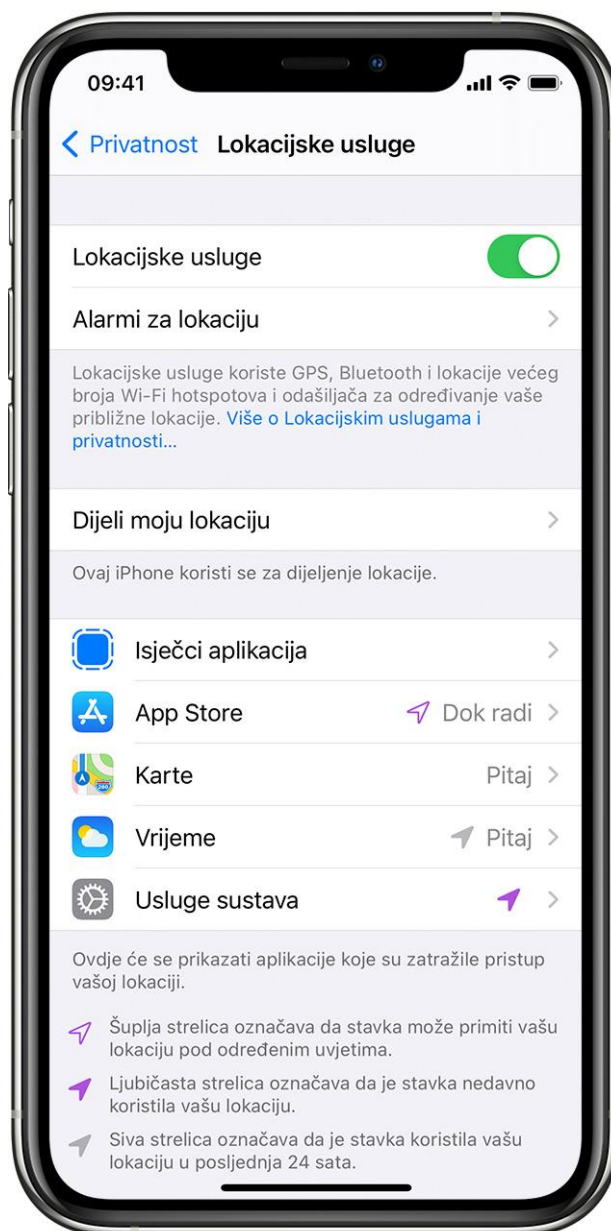 09:41
Privatnost Lokacijske usluge
Lokacijske usluge
Alarmi za lokaciju
Lokacijske usluge koriste GPS, Bluetooth i lokacije većeg
broja Wi-Fi hotspotova i odašiljača za određivanje vaše
približne lokacije. Više o Lokacijskim uslugama i
privatnosti...
Dijeli moju lokaciju
Ovaj iPhone koristi se za dijeljenje lokacije.
Isječci aplikacija
App Store Dok radi
Karte Pitaj
Vrijeme Pitaj
Usluge sustava
Ovdje će se prikazati aplikacije koje su zatražile pristup
vašoj lokaciji.
Šuplja strelica označava da stavka može primiti vašu
lokaciju pod određenim uvjetima.
Ljubičasta strelica označava da je stavka nedavno
koristila vašu lokaciju.
Siva strelica označava da je stavka koristila vašu
lokaciju u posljednja 24 sata.